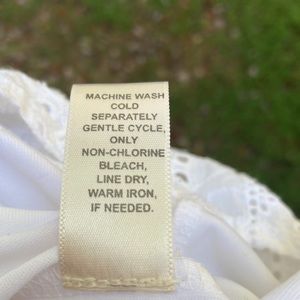 MACHINE WASH
COLD
SEPARATELY
GENTLE CYCLE,
ONLY
NON-CHLORINE
BLEACH,
LINE DRY,
WARM IRON,
IF NEEDED.